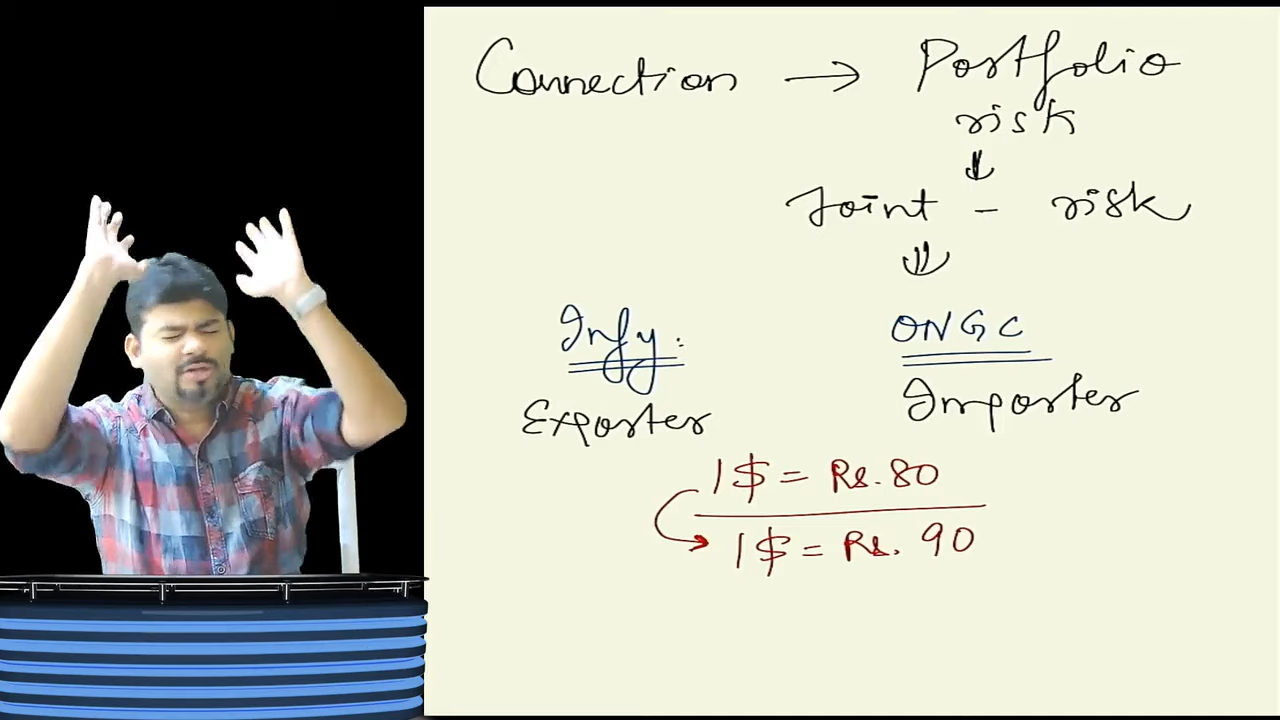 Connection → Portfolio
risk
↓
Joint - risk
⇓
Infy: ONGC
Exporter Importer
1$ = Rs. 80
1$ = Rs. 90